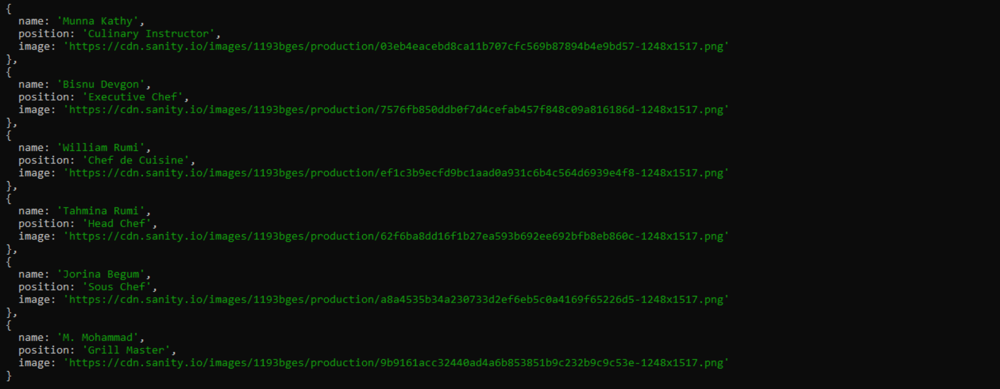 {
  name: 'Munna Kathy',
  position: 'Culinary Instructor',
  image: 'https://cdn.sanity.io/images/1193bges/production/03eb4eacebd8ca11b707cfc569b87894b4e9bd57-1248x1517.png'
},
{
  name: 'Bisnu Devgon',
  position: 'Executive Chef',
  image: 'https://cdn.sanity.io/images/1193bges/production/7576fb850ddb0f7d4cefab457f848c09a816186d-1248x1517.png'
},
{
  name: 'William Rumi',
  position: 'Chef de Cuisine',
  image: 'https://cdn.sanity.io/images/1193bges/production/ef1c3b9ecfd9bc1aad0a931c6b4c564d6939e4f8-1248x1517.png'
},
{
  name: 'Tahmina Rumi',
  position: 'Head Chef',
  image: 'https://cdn.sanity.io/images/1193bges/production/62f6ba8dd16f1b27ea593b692ee692bfb8eb860c-1248x1517.png'
},
{
  name: 'Jorina Begum',
  position: 'Sous Chef',
  image: 'https://cdn.sanity.io/images/1193bges/production/a8a4535b34a230733d2ef6eb5c0a4169f65226d5-1248x1517.png'
},
{
  name: 'M. Mohammad',
  position: 'Grill Master',
  image: 'https://cdn.sanity.io/images/1193bges/production/9b9161acc32440ad4a6b853851b9c232b9c9c53e-1248x1517.png'
}